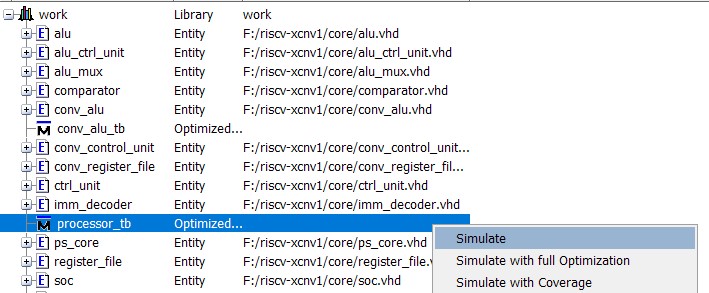 work Library work
alu Entity F:/riscv-xcnv1/core/alu.vhd
alu_ctrl_unit Entity F:/riscv-xcnv1/core/alu_ctrl_unit.vhd
alu_mux Entity F:/riscv-xcnv1/core/alu_mux.vhd
comparator Entity F:/riscv-xcnv1/core/comparator.vhd
conv_alu Entity F:/riscv-xcnv1/core/conv_alu.vhd
conv_alu_tb Optimized...
conv_control_unit Entity F:/riscv-xcnv1/core/conv_control_unit...
conv_register_file Entity F:/riscv-xcnv1/core/conv_register_fil...
ctrl_unit Entity F:/riscv-xcnv1/core/ctrl_unit.vhd
imm_decoder Entity F:/riscv-xcnv1/core/imm_decoder.vhd
processor_tb Optimized...
ps_core Entity F:/riscv-xcnv1/core/ps_core.vhd
register_file Entity F:/riscv-xcnv1/core/register_file.v
soc Entity F:/riscv-xcnv1/core/soc.vhd
Simulate
Simulate with full Optimization
Simulate with Coverage